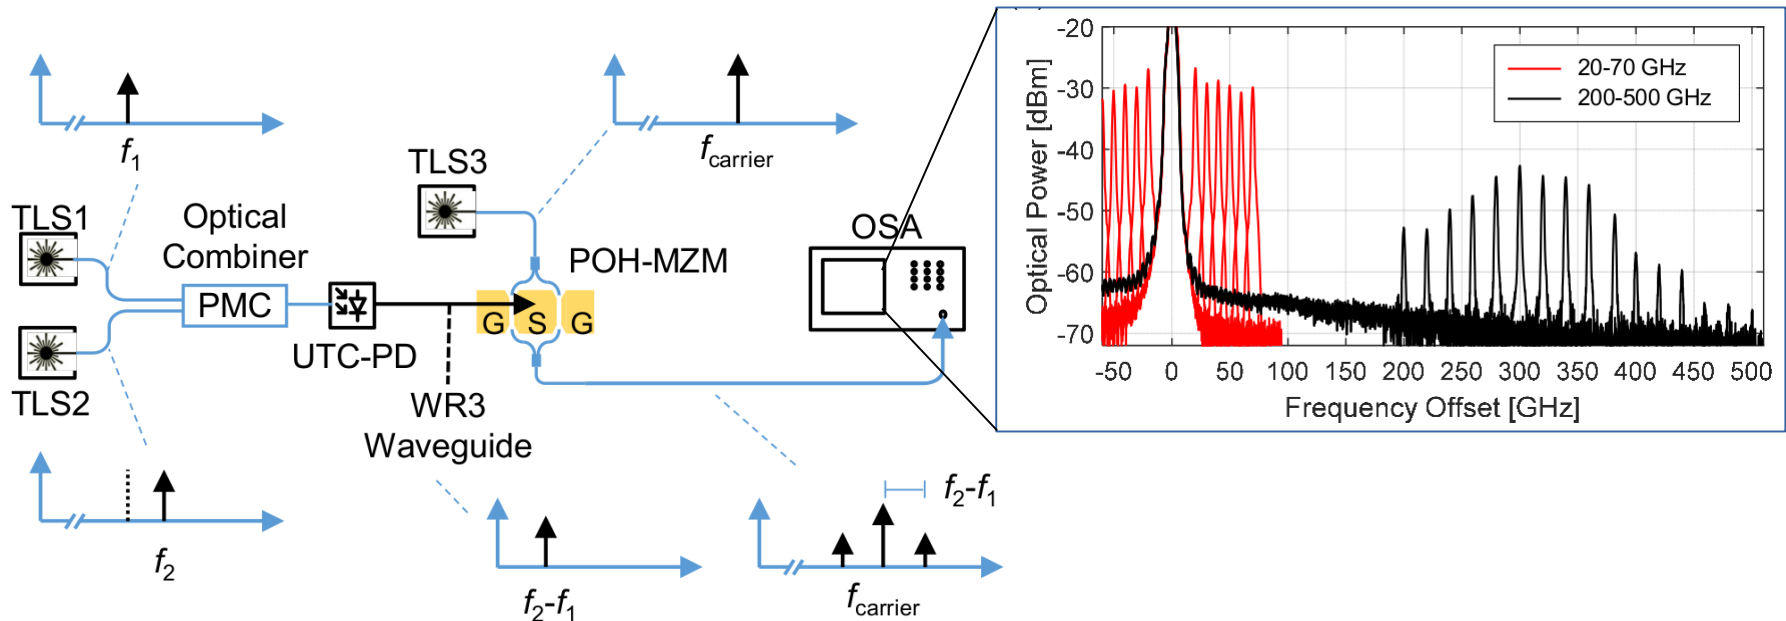 f1
TLS1
Optical
Combiner
PMC
TLS2
f2
UTC-PD
WR3
Waveguide
f2-f1
TLS3
fcarrier
POH-MZM
G S G
OSA
f2-f1
fcarrier
-20
-30
-40
-50
-60
-70
Optical Power [dBm]
20-70 GHz
200-500 GHz
-50 0 50 100 150 200 250 300 350 400 450 500
Frequency Offset [GHz]